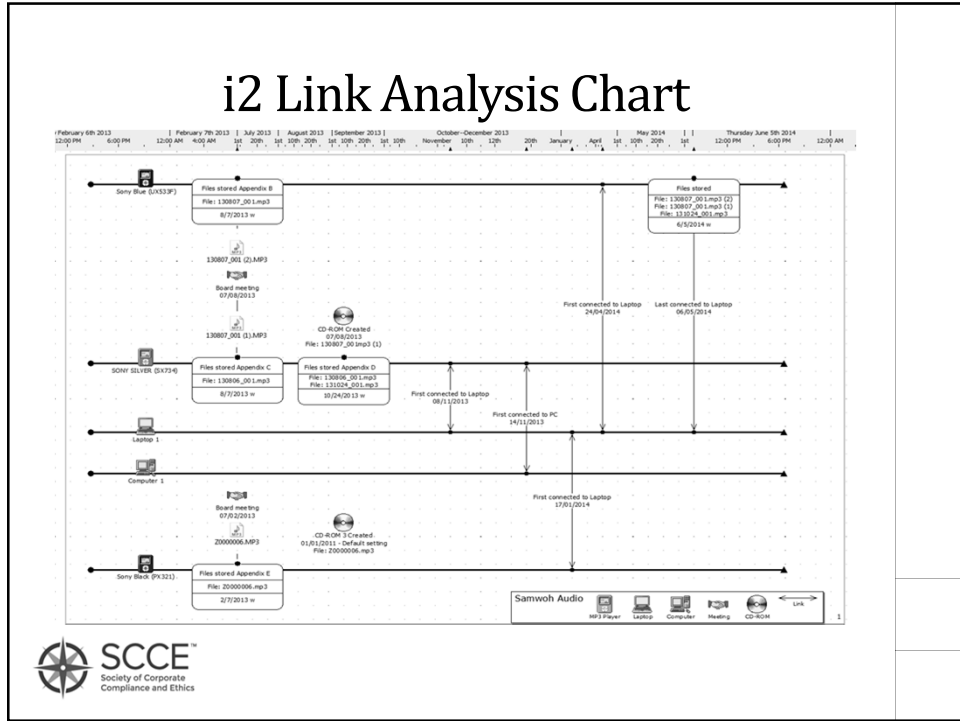 i2 Link Analysis Chart
February 6th 2013 | February 7th 2013 | July 2013 | August 2013 | September 2013 | October--December 2013 | May 2014 | | Thursday June 5th 2014 |
12:00 PM 6:00 PM 12:00 AM 4:00 AM 1st 20th 1st 10th 20th 1st 10th 20th 1st 10th November 10th 12th 20th January April 1st 10th 20th 1st 12:00 PM 6:00 PM 12:00 AM
Sony Blue (UX533F)
Files stored Appendix B
File: 130807_001.mp3
8/7/2013 w
Files stored
File: 130807_001.mp3 (2)
File: 130807_001.mp3 (1)
File: 131024_001.mp3
6/5/2014 w
130807_001 (2).MP3
Board meeting
07/08/2013
130807_001 (1).MP3
CD-ROM Created
07/08/2013
File: 130807_001mp3 (1)
First connected to Laptop
24/04/2014
Last connected to Laptop
06/05/2014
SONY SILVER (SX734)
Files stored Appendix C
File: 130806_001.mp3
8/7/2013 w
Files stored Appendix D
File: 130806_001.mp3
File: 131024_001.mp3
10/24/2013 w
First connected to Laptop
08/11/2013
First connected to PC
14/11/2013
Laptop 1
Computer 1
First connected to Laptop
17/01/2014
Board meeting
07/02/2013
Z0000006.MP3
CD-ROM 3 Created
01/01/2011 - Default setting
File: Z0000006.mp3
Sony Black (PX321)
Files stored Appendix E
File: Z0000006.mp3
2/7/2013 w
Samwoh Audio
MP3 Player
Laptop
Computer
Meeting
CD-ROM
Link
1
SCCE™
Society of Corporate
Compliance and Ethics